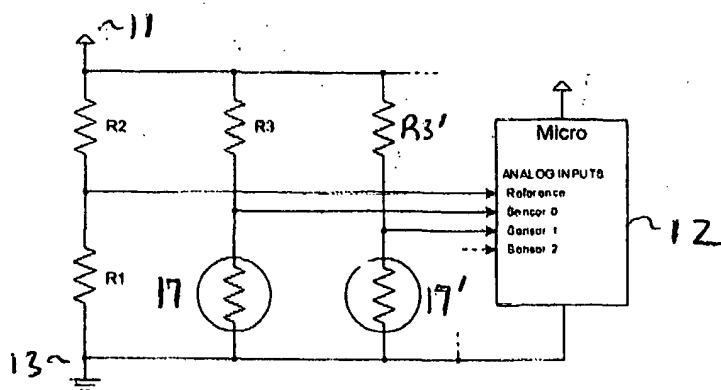 11
R2
R3
R3'
Micro
ANALOG INPUTS
Reference
Sensor 0
Sensor 1
Sensor 2
12
R1
17
17'
13